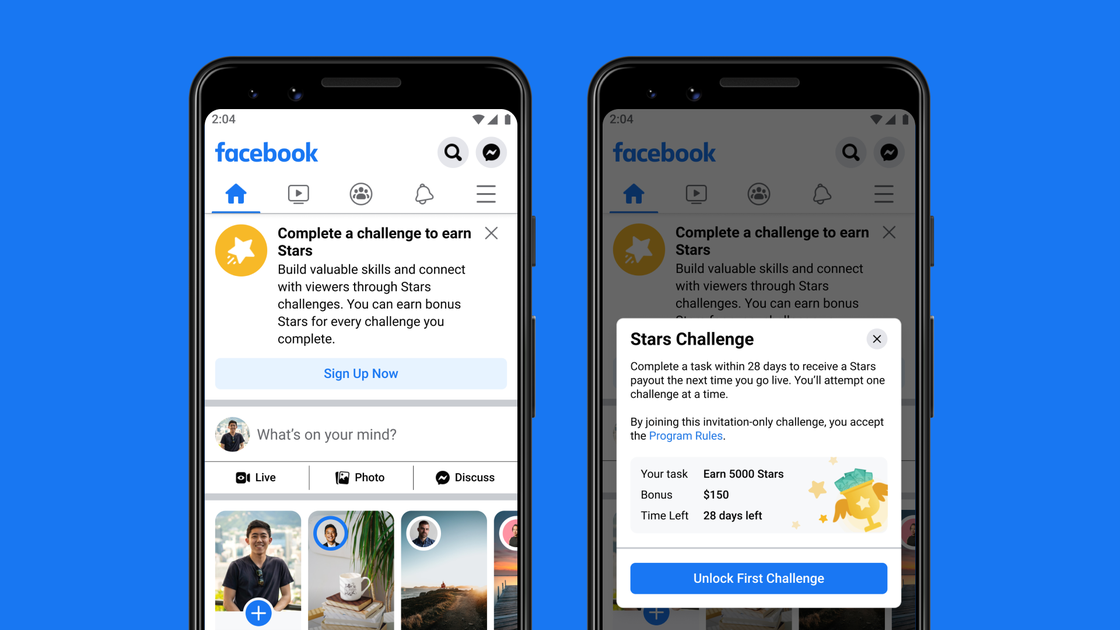 2:04
facebook
Complete a challenge to earn
Stars
Build valuable skills and connect
with viewers through Stars
challenges. You can earn bonus
Stars for every challenge you
complete.
Sign Up Now
What's on your mind?
Live
Photo
Discuss
2:04
facebook
Complete a challenge to earn
Stars
Build valuable skills and connect
with viewers through Stars
challenges. You can earn bonus
Stars Challenge
Complete a task within 28 days to receive a Stars
payout the next time you go live. You'll attempt one
challenge at a time.
By joining this invitation-only challenge, you accept
the Program Rules.
Your task Earn 5000 Stars
Bonus $150
Time Left 28 days left
Unlock First Challenge